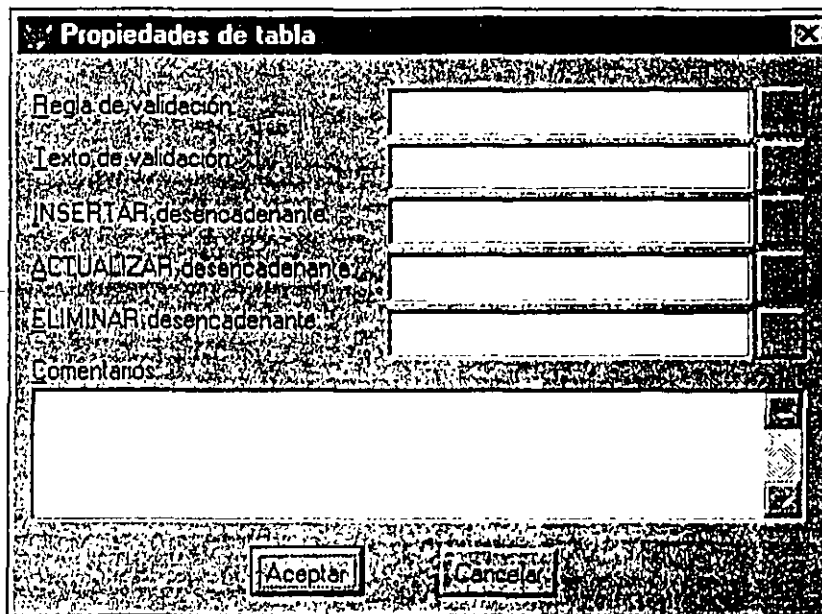 Propiedades de tabla
Regla de validación:
Texto de validación:
INSERTAR desencadenante:
ACTUALIZAR desencadenante:
ELIMINAR desencadenante:
Comentarios:
Aceptar
Cancelar